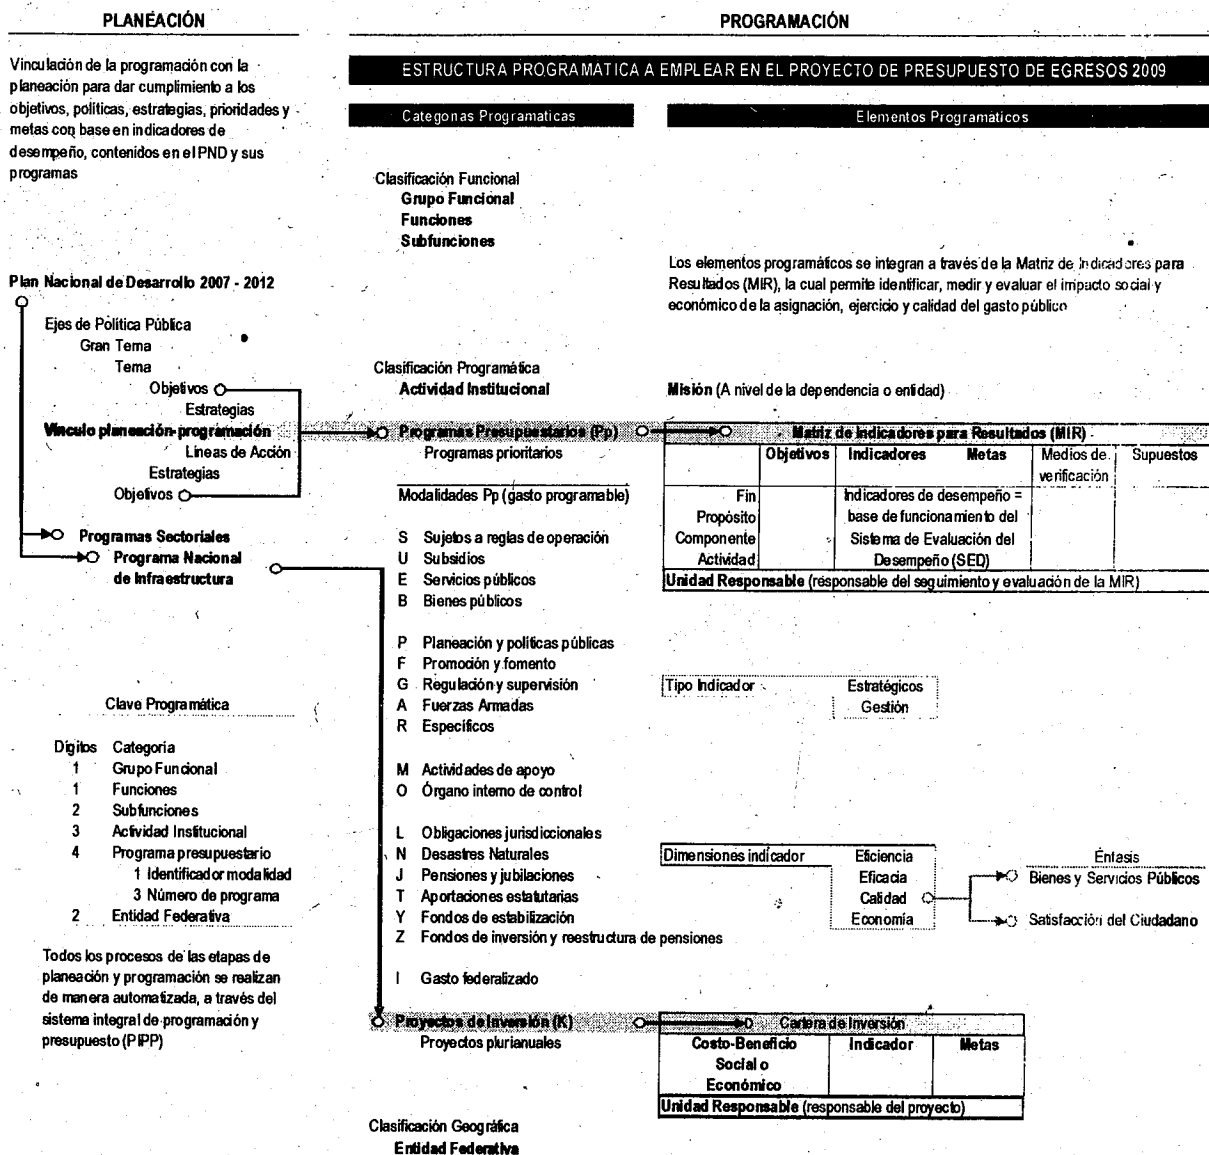 PLANEACIÓN
Vinculación de la programación con la
planeación para dar cumplimiento a los
objetivos, políticas, estrategias, prioridades y
metas con base en indicadores de
desempeño, contenidos en el PND y sus
programas
Plan Nacional de Desarrollo 2007 - 2012
Ejes de Política Pública
Gran Tema
Tema
Objetivos
Estrategias
Vínculo planeación-programación
Líneas de Acción
Estrategias
Objetivos
Programas Sectoriales
Programa Nacional
de Infraestructura
Clave Programática
Dígitos Categoría
1 Grupo Funcional
1 Funciones
2 Subfunciones
3 Actividad Institucional
4 Programa presupuestario
1 Identificador modalidad
3 Número de programa
2 Entidad Federativa
Todos los procesos de las etapas de
planeación y programación se realizan
de manera automatizada, a través del
sistema integral de programación y
presupuesto (PIPP)
PROGRAMACIÓN
ESTRUCTURA PROGRAMATICA A EMPLEAR EN EL PROYECTO DE PRESUPUESTO DE EGRESOS 2009
Categorias Programaticas
Clasificación Funcional
Grupo Funcional
Funciones
Subfunciones
Clasificación Programática
Actividad Institucional
Programas Presupuestarios (Pp)
Programas prioritarios
Modalidades Pp (gasto programable)
S Sujetos a reglas de operación
U Subsidios
E Servicios públicos
B Bienes públicos
P Planeación y políticas públicas
F Promoción y fomento
G Regulación y supervisión
A Fuerzas Armadas
R Específicos
M Actividades de apoyo
O Órgano interno de control
L Obligaciones jurisdiccionales
N Desastres Naturales
J Pensiones y jubilaciones
T Aportaciones estatutarias
Y Fondos de estabilización
Z Fondos de inversión y reestructura de pensiones
I Gasto federalizado
Proyectos de Inversión (K)
Proyectos plurianuales
Clasificación Geográfica
Entidad Federativa
Elementos Programáticos
Los elementos programáticos se integran a través de la Matriz de Indicadores para
Resultados (MIR), la cual permite identificar, medir y evaluar el impacto social y
económico de la asignación, ejercicio y calidad del gasto público
Misión (A nivel de la dependencia o entidad)
Matriz de Indicadores para Resultados (MIR)
Objetivos Indicadores Metas Medios de verificación Supuestos
Fin
Propósito
Componente
Actividad
Indicadores de desempeño =
base de funcionamiento del
Sistema de Evaluación del
Desempeño (SED)
Unidad Responsable (responsable del seguimiento y evaluación de la MIR)
Tipo Indicador
Estratégicos
Gestión
Dimensiones indicador
Eficiencia
Eficacia
Calidad
Economía
Énfasis
Bienes y Servicios Públicos
Satisfacción del Ciudadano
Cartera de Inversión
Costo-Beneficio Indicador Metas
Social o
Económico
Unidad Responsable (responsable del proyecto)